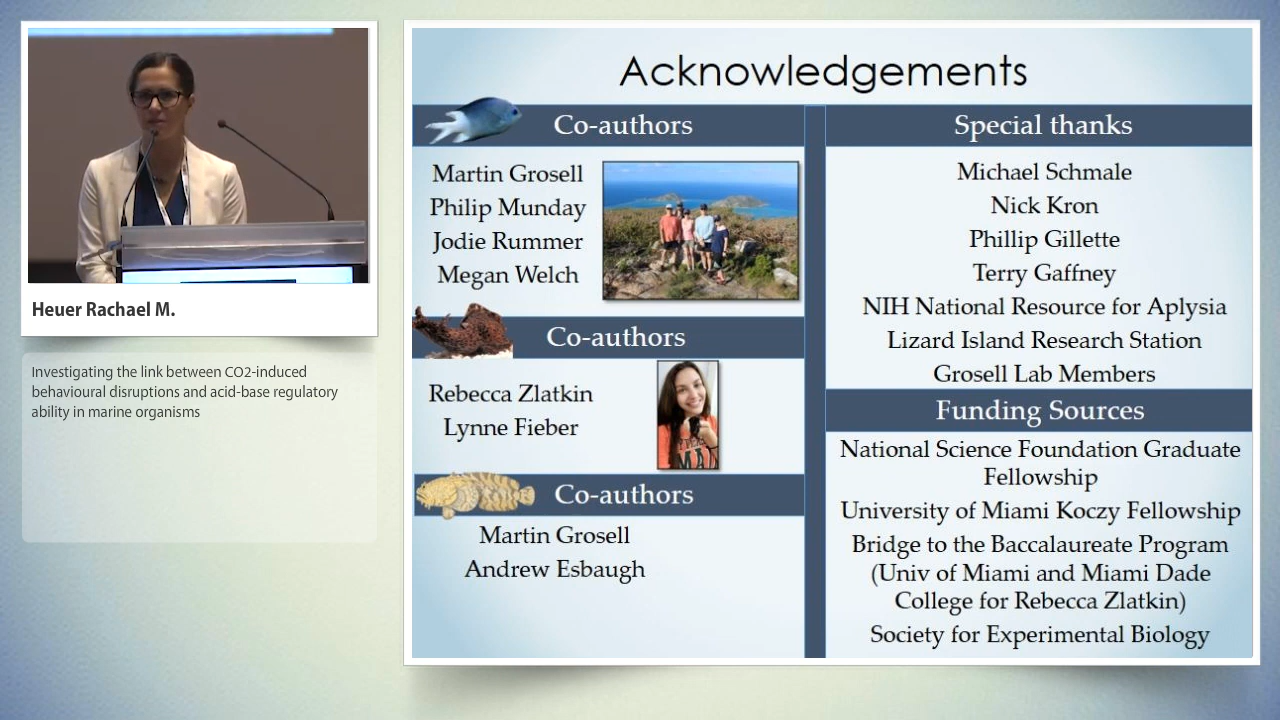 Heuer Rachael M.
Investigating the link between CO2-induced
behavioural disruptions and acid-base regulatory
ability in marine organisms
Acknowledgements
Co-authors
Martin Grosell
Philip Munday
Jodie Rummer
Megan Welch
Co-authors
Rebecca Zlatkin
Lynne Fieber
Co-authors
Martin Grosell
Andrew Esbaugh
Special thanks
Michael Schmale
Nick Kron
Phillip Gillette
Terry Gaffney
NIH National Resource for Aplysia
Lizard Island Research Station
Grosell Lab Members
Funding Sources
National Science Foundation Graduate
Fellowship
University of Miami Koczy Fellowship
Bridge to the Baccalaureate Program
(Univ of Miami and Miami Dade
College for Rebecca Zlatkin)
Society for Experimental Biology